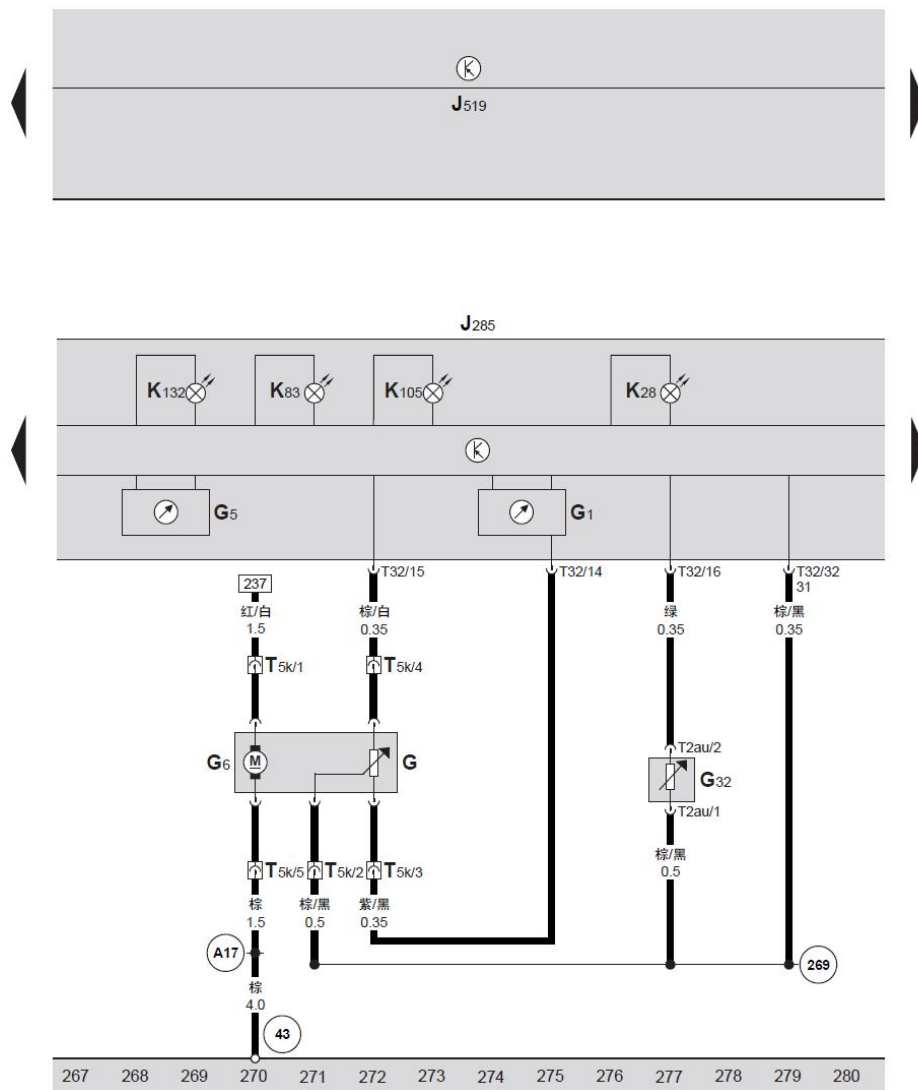 J519
J285
K132 K83 K105 K28
G5 G1
T32/15 T32/14 T32/16 T32/32
31
237
红/白 棕/白 绿 棕/黑
1.5 0.35 0.35 0.35
T5k/1 T5k/4
T2au/2
G6 M G G32
T2au/1
棕/黑
0.5
T5k/5 T5k/2 T5k/3
棕 棕/黑 紫/黑
1.5 0.5 0.35
A17 269
棕
4.0
43
267 268 269 270 271 272 273 274 275 276 277 278 279 280